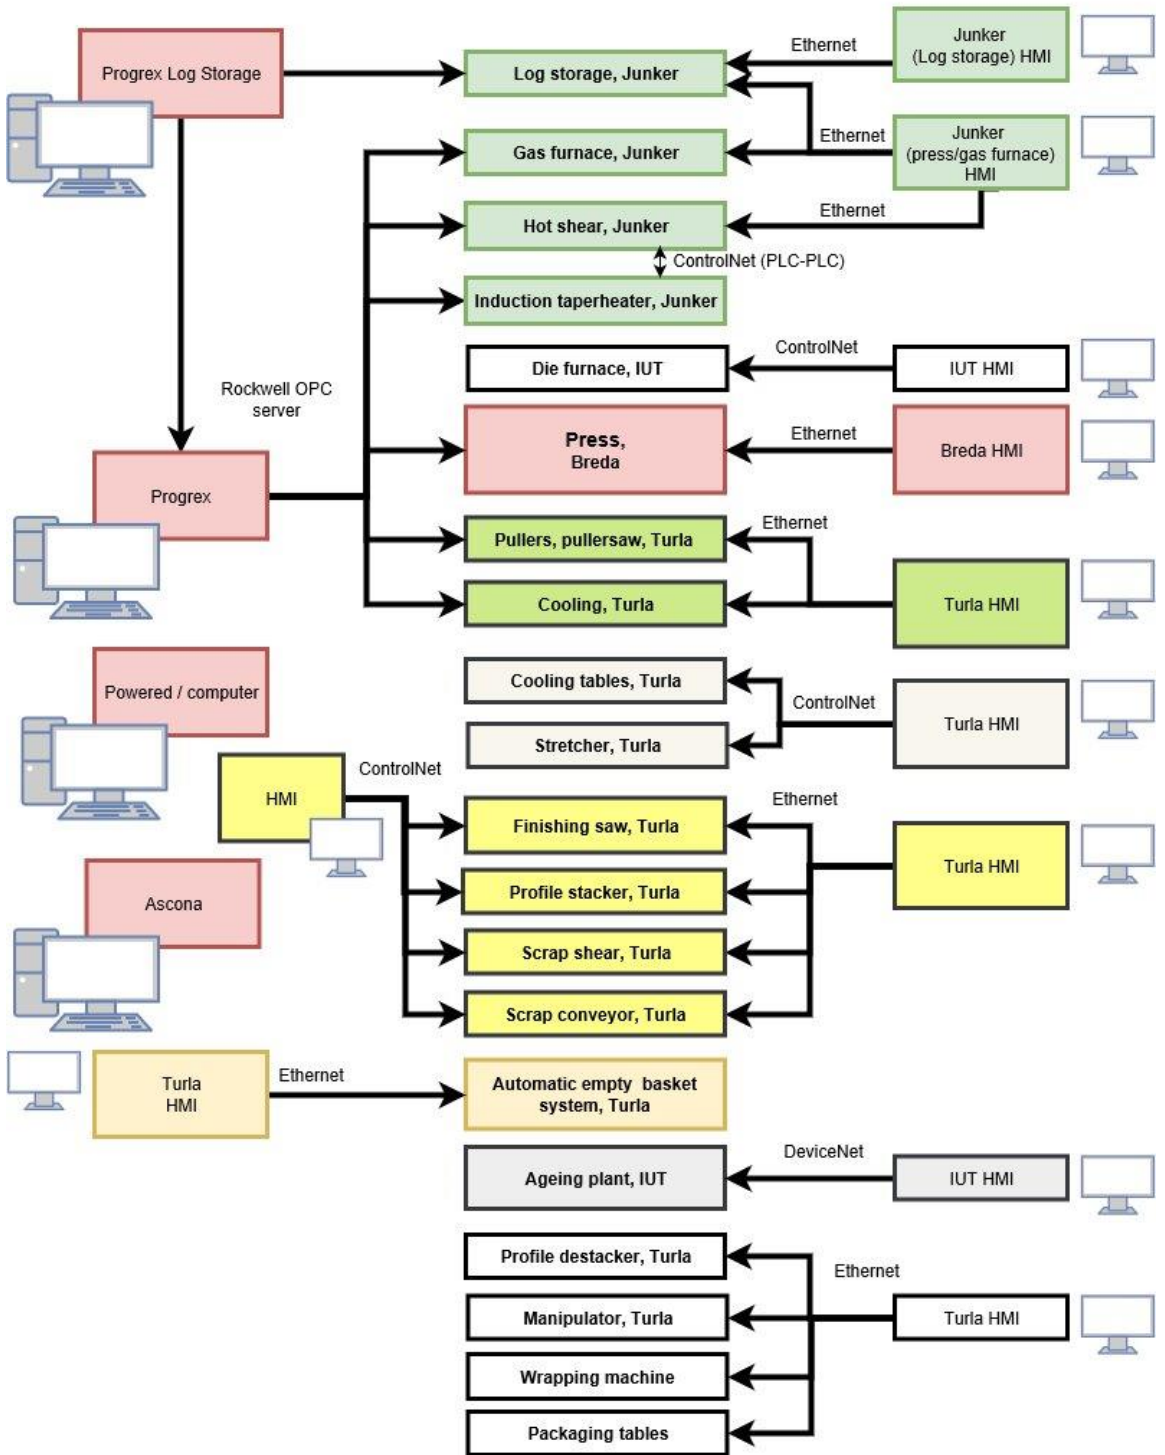 Progrex Log Storage
Log storage, Junker
Ethernet
Junker
(Log storage) HMI
Gas furnace, Junker
Ethernet
Junker
(press/gas furnace)
HMI
Hot shear, Junker
Ethernet
ControlNet (PLC-PLC)
Induction taperheater, Junker
Die furnace, IUT
ControlNet
IUT HMI
Rockwell OPC
server
Press,
Breda
Ethernet
Breda HMI
Progrex
Pullers, pullersaw, Turla
Ethernet
Cooling, Turla
Turla HMI
Powered / computer
Cooling tables, Turla
ControlNet
Stretcher, Turla
Turla HMI
HMI
ControlNet
Finishing saw, Turla
Ethernet
Profile stacker, Turla
Turla HMI
Ascona
Scrap shear, Turla
Scrap conveyor, Turla
Turla
HMI
Ethernet
Automatic empty basket
system, Turla
Ageing plant, IUT
DeviceNet
IUT HMI
Profile destacker, Turla
Ethernet
Manipulator, Turla
Turla HMI
Wrapping machine
Packaging tables